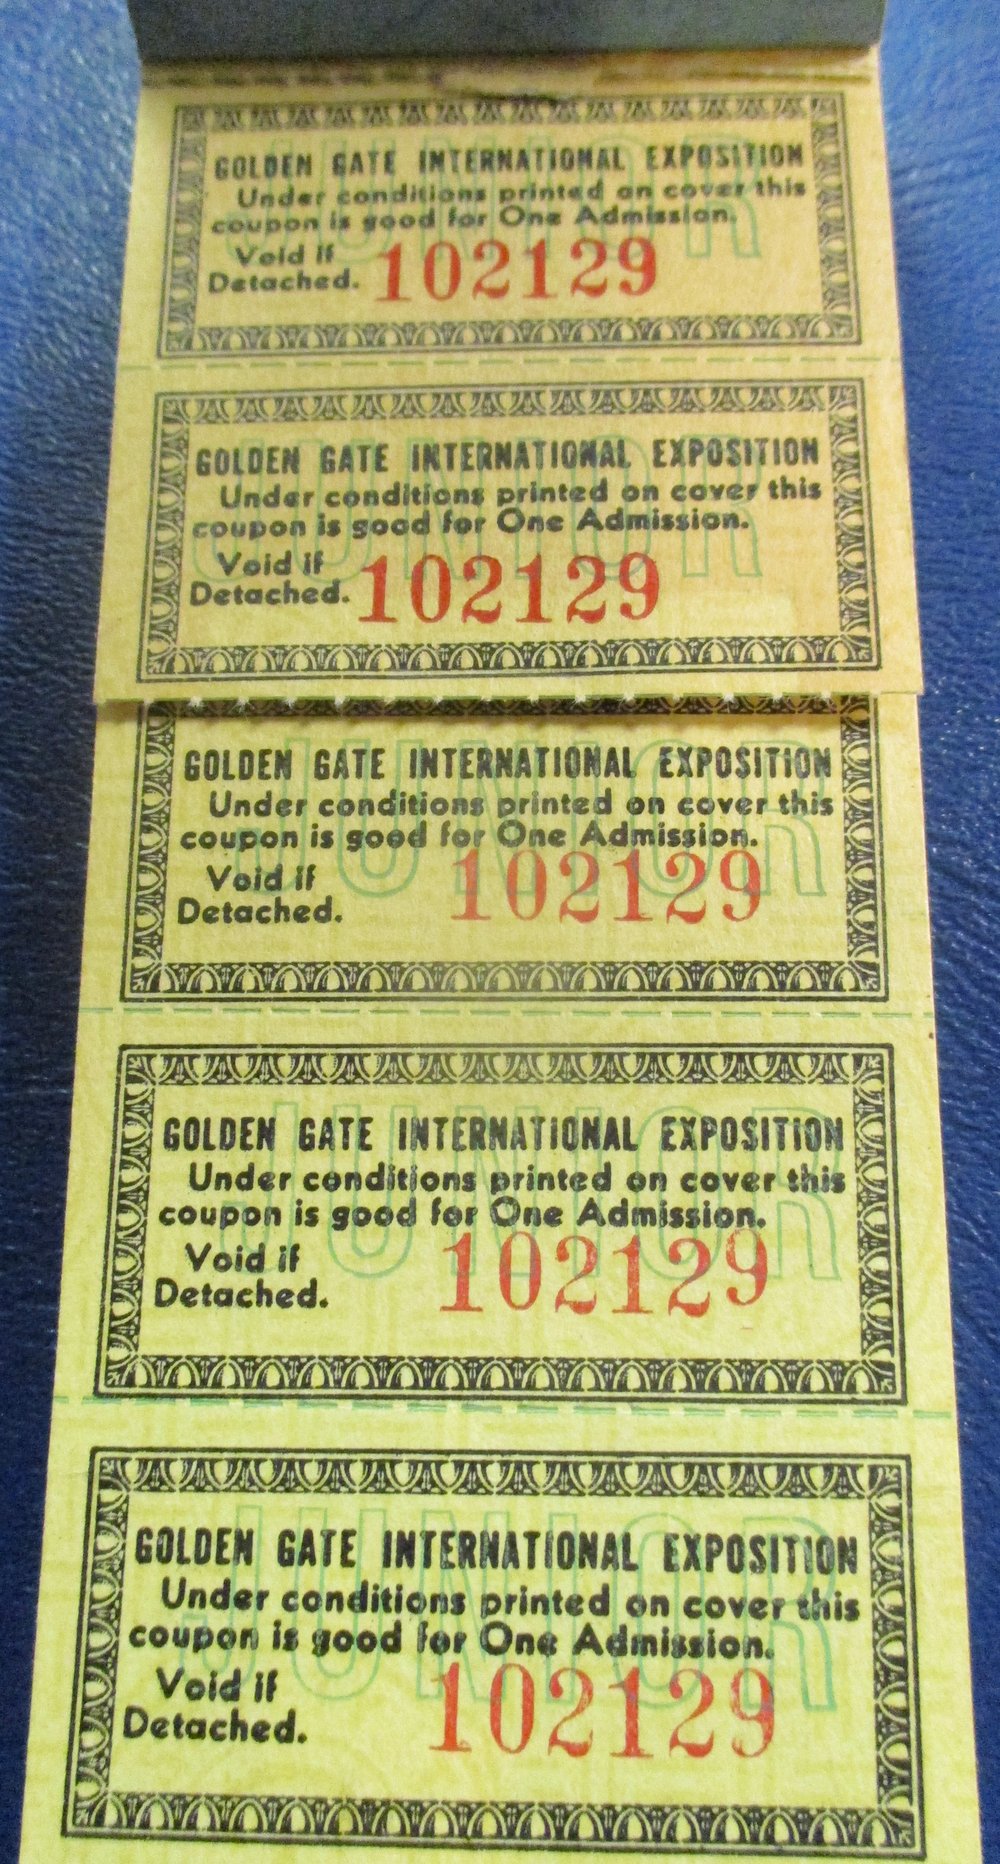 JUNIOR
GOLDEN GATE INTERNATIONAL EXPOSITION
Under conditions printed on cover this
coupon is good for One Admission.
Void if
Detached. 102129
JUNIOR
GOLDEN GATE INTERNATIONAL EXPOSITION
Under conditions printed on cover this
coupon is good for One Admission.
Void if
Detached. 102129
JUNIOR
GOLDEN GATE INTERNATIONAL EXPOSITION
Under conditions printed on cover this
coupon is good for One Admission.
Void if
Detached. 102129
JUNIOR
GOLDEN GATE INTERNATIONAL EXPOSITION
Under conditions printed on cover this
coupon is good for One Admission.
Void if
Detached. 102129
JUNIOR
GOLDEN GATE INTERNATIONAL EXPOSITION
Under conditions printed on cover this
coupon is good for One Admission.
Void if
Detached. 102129